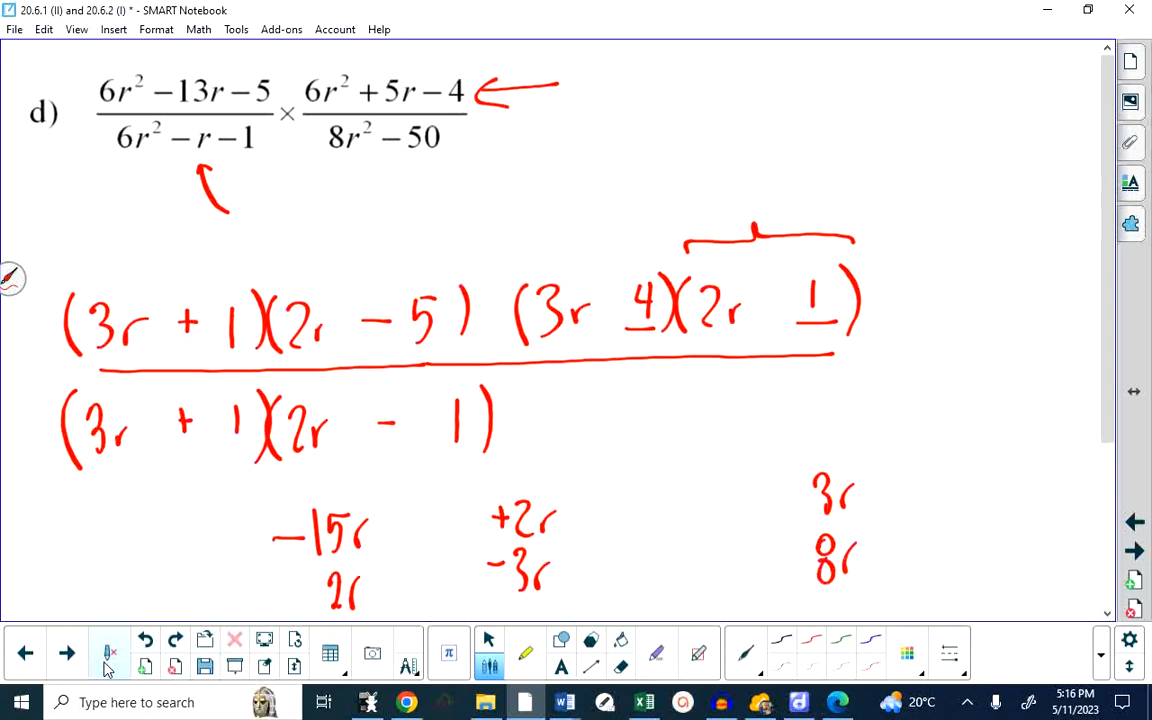 20.6.1 (II) and 20.6.2 (I) * - SMART Notebook
File Edit View Insert Format Math Tools Add-ons Account Help
d) 6r² − 13r − 5 / 6r² − r − 1 × 6r² + 5r − 4 / 8r² − 50
(3r + 1)(2r − 5) (3r 4)(2r 1)
(3r + 1)(2r − 1)
3r
−15r +2r
8r
2r −3r
A π A
Type here to search
20°C
5:16 PM
5/11/2023